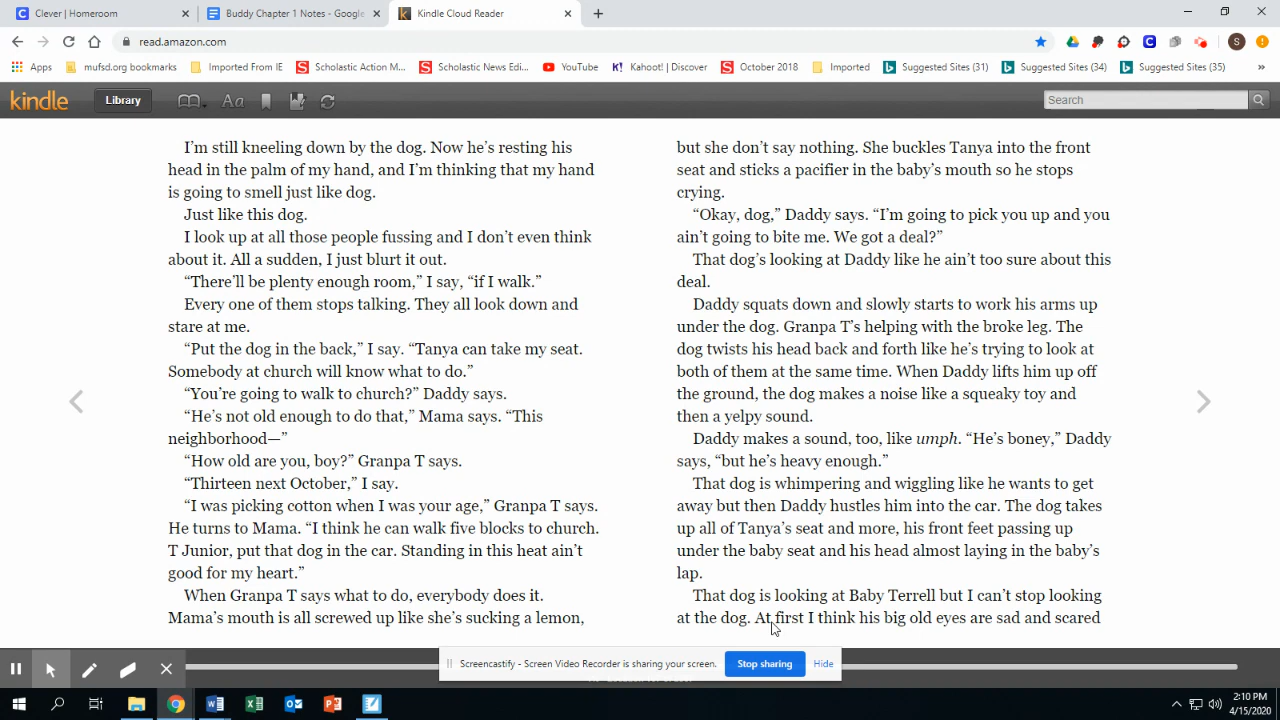 Clever | Homeroom
Buddy Chapter 1 Notes - Google
Kindle Cloud Reader
read.amazon.com
S
Apps
mufsd.org bookmarks
Imported From IE
Scholastic Action M...
Scholastic News Edi...
YouTube
Kahoot! | Discover
October 2018
Imported
Suggested Sites (31)
Suggested Sites (34)
Suggested Sites (35)
kindle
Library
Aa
Search
I'm still kneeling down by the dog. Now he's resting his
head in the palm of my hand, and I'm thinking that my hand
is going to smell just like dog.
Just like this dog.
I look up at all those people fussing and I don't even think
about it. All a sudden, I just blurt it out.
"There'll be plenty enough room," I say, "if I walk."
Every one of them stops talking. They all look down and
stare at me.
"Put the dog in the back," I say. "Tanya can take my seat.
Somebody at church will know what to do."
"You're going to walk to church?" Daddy says.
"He's not old enough to do that," Mama says. "This
neighborhood—"
"How old are you, boy?" Granpa T says.
"Thirteen next October," I say.
"I was picking cotton when I was your age," Granpa T says.
He turns to Mama. "I think he can walk five blocks to church.
T Junior, put that dog in the car. Standing in this heat ain't
good for my heart."
When Granpa T says what to do, everybody does it.
Mama's mouth is all screwed up like she's sucking a lemon,
but she don't say nothing. She buckles Tanya into the front
seat and sticks a pacifier in the baby's mouth so he stops
crying.
"Okay, dog," Daddy says. "I'm going to pick you up and you
ain't going to bite me. We got a deal?"
That dog's looking at Daddy like he ain't too sure about this
deal.
Daddy squats down and slowly starts to work his arms up
under the dog. Granpa T's helping with the broke leg. The
dog twists his head back and forth like he's trying to look at
both of them at the same time. When Daddy lifts him up off
the ground, the dog makes a noise like a squeaky toy and
then a yelpy sound.
Daddy makes a sound, too, like umph. "He's boney," Daddy
says, "but he's heavy enough."
That dog is whimpering and wiggling like he wants to get
away but then Daddy hustles him into the car. The dog takes
up all of Tanya's seat and more, his front feet passing up
under the baby seat and his head almost laying in the baby's
lap.
That dog is looking at Baby Terrell but I can't stop looking
at the dog. At first I think his big old eyes are sad and scared
Screencastify - Screen Video Recorder is sharing your screen.
Stop sharing
Hide
2:10 PM
4/15/2020